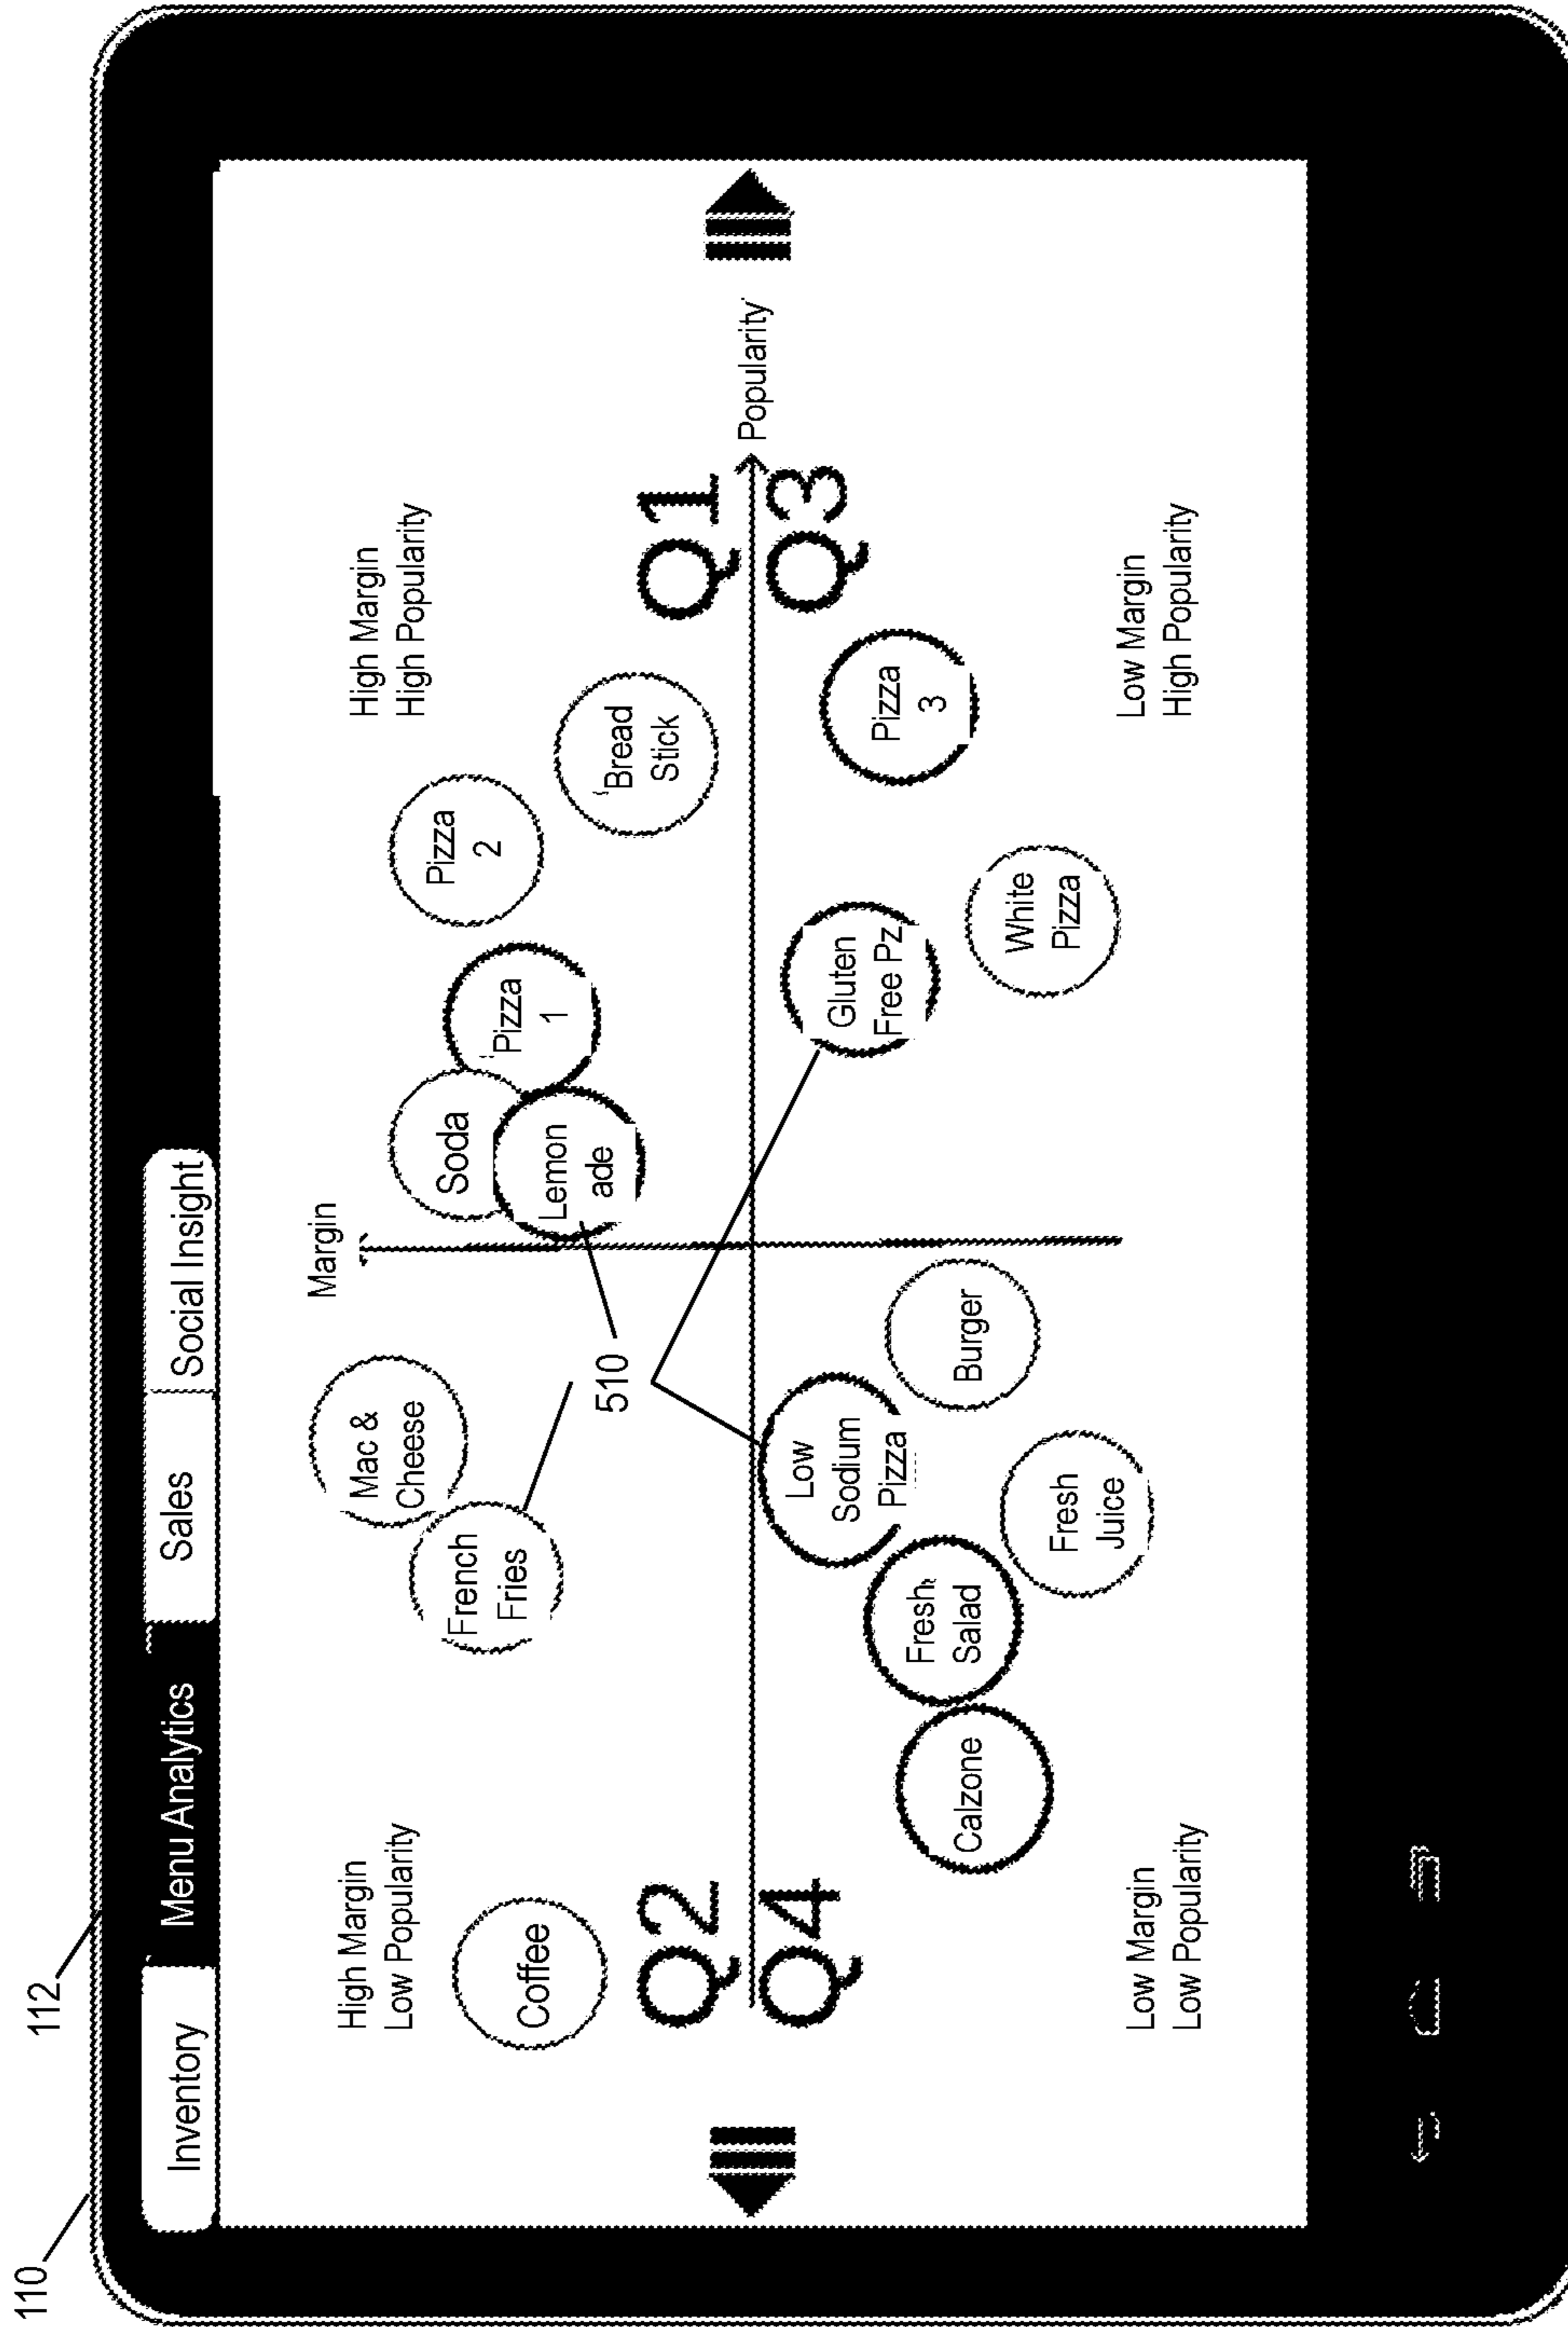 110
112
Inventory
Menu Analytics
Sales
Social Insight
High Margin
Low Popularity
Margin
High Margin
High Popularity
Coffee
French
Fries
Mac &
Cheese
Soda
Lemon
ade
Pizza
1
Pizza
2
Bread
Stick
510
Q2
Q1
Popularity
Q4
Q3
Calzone
Fresh
Salad
Low
Sodium
Pizza
Fresh
Juice
Burger
Gluten
Free Pz
White
Pizza
Pizza
3
Low Margin
Low Popularity
Low Margin
High Popularity